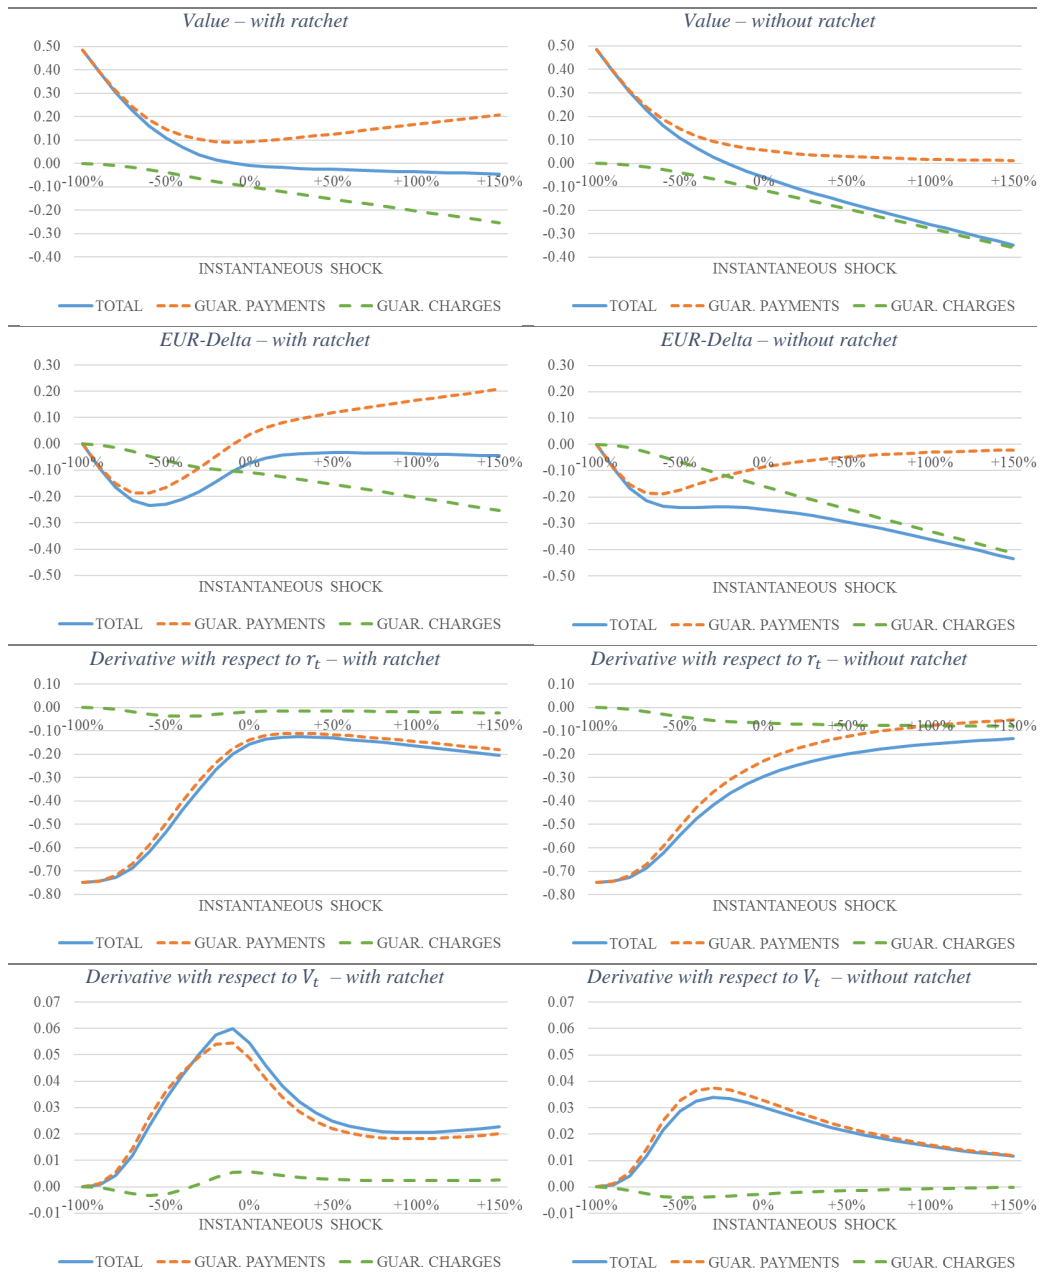 Value – with ratchet
0.50
0.40
0.30
0.20
0.10
0.00
-0.10
-0.20
-0.30
-0.40
-100% -50% 0% +50% +100% +150%
INSTANTANEOUS SHOCK
TOTAL GUAR. PAYMENTS GUAR. CHARGES
Value – without ratchet
0.50
0.40
0.30
0.20
0.10
0.00
-0.10
-0.20
-0.30
-0.40
-100% -50% 0% +50% +100% +150%
INSTANTANEOUS SHOCK
TOTAL GUAR. PAYMENTS GUAR. CHARGES
EUR-Delta – with ratchet
0.30
0.20
0.10
0.00
-0.10
-0.20
-0.30
-0.40
-0.50
-100% -50% 0% +50% +100% +150%
INSTANTANEOUS SHOCK
TOTAL GUAR. PAYMENTS GUAR. CHARGES
EUR-Delta – without ratchet
0.30
0.20
0.10
0.00
-0.10
-0.20
-0.30
-0.40
-0.50
-100% -50% 0% +50% +100% +150%
INSTANTANEOUS SHOCK
TOTAL GUAR. PAYMENTS GUAR. CHARGES
Derivative with respect to r_t – with ratchet
0.10
0.00
-0.10
-0.20
-0.30
-0.40
-0.50
-0.60
-0.70
-0.80
-100% -50% 0% +50% +100% +150%
INSTANTANEOUS SHOCK
TOTAL GUAR. PAYMENTS GUAR. CHARGES
Derivative with respect to r_t – without ratchet
0.10
0.00
-0.10
-0.20
-0.30
-0.40
-0.50
-0.60
-0.70
-0.80
-100% -50% 0% +50% +100% +150%
INSTANTANEOUS SHOCK
TOTAL GUAR. PAYMENTS GUAR. CHARGES
Derivative with respect to V_t – with ratchet
0.07
0.06
0.05
0.04
0.03
0.02
0.01
0.00
-0.01
-100% -50% 0% +50% +100% +150%
INSTANTANEOUS SHOCK
TOTAL GUAR. PAYMENTS GUAR. CHARGES
Derivative with respect to V_t – without ratchet
0.07
0.06
0.05
0.04
0.03
0.02
0.01
0.00
-0.01
-100% -50% 0% +50% +100% +150%
INSTANTANEOUS SHOCK
TOTAL GUAR. PAYMENTS GUAR. CHARGES